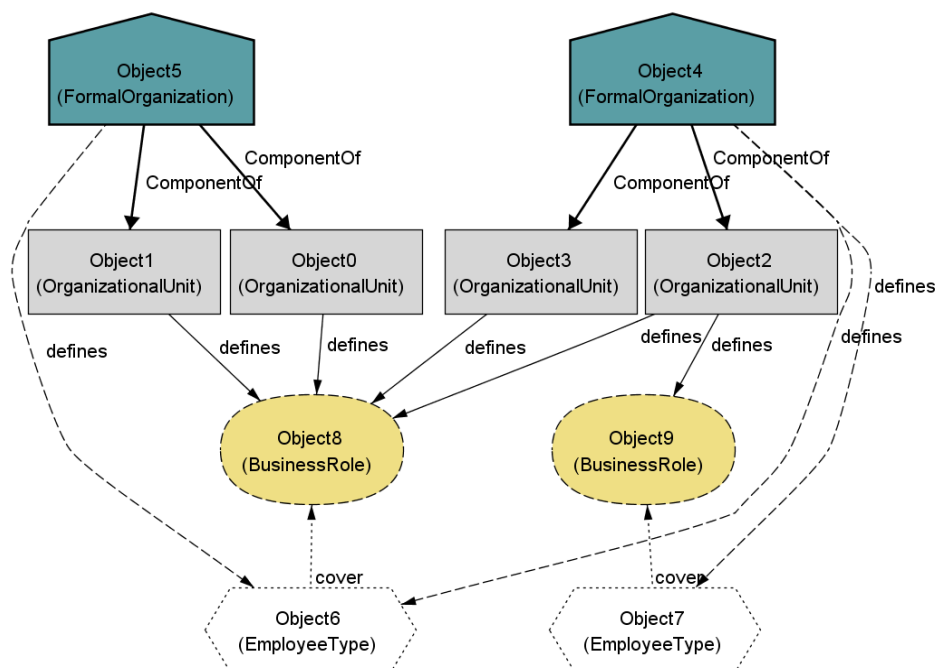 Object5
(FormalOrganization)
Object4
(FormalOrganization)
ComponentOf
ComponentOf
ComponentOf
ComponentOf
Object1
(OrganizationalUnit)
Object0
(OrganizationalUnit)
Object3
(OrganizationalUnit)
Object2
(OrganizationalUnit)
defines
defines
defines
defines
defines
defines
defines
defines
defines
Object8
(BusinessRole)
Object9
(BusinessRole)
cover
cover
Object6
(EmployeeType)
Object7
(EmployeeType)